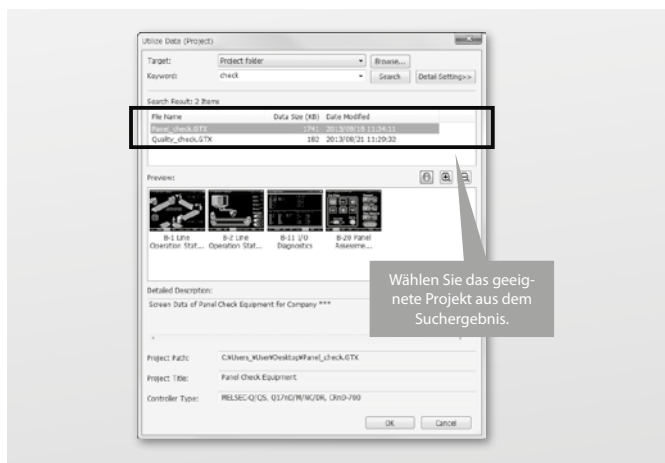 Utilize Data (Project)
Target: Project folder Browse...
Keyword: check Search Detail Setting>>
Search Result: 2 Items
File Name Data Size (KB) Date Modified
Panel_check.GTX 1741 2013/09/19 11:34:11
Quality_check.GTX 162 2013/08/21 11:29:32
Preview:
B-1 Line Operation Stat...
B-2 Line Operation Stat...
B-11 I/O Diagnostics
B-20 Panel Assessme...
Wählen Sie das geeig-
nete Projekt aus dem
Suchergebnis.
Detailed Description:
Screen Data of Panel Check Equipment for Company ***
Project Path: C:¥Users_¥User¥Desktop¥Panel_check.GTX
Project Title: Panel Check Equipment
Controller Type: MELSEC-Q/QS, Q17nD/M/NC/DR, CRnD-700
OK Cancel